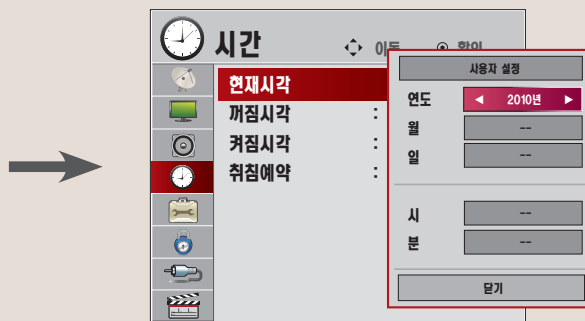 시간
이동 확인
현재시각
꺼짐시각 :
켜짐시각 :
취침예약 :
사용자 설정
연도 ◀ 2010년 ▶
월 --
일 --
시 --
분 --
닫기